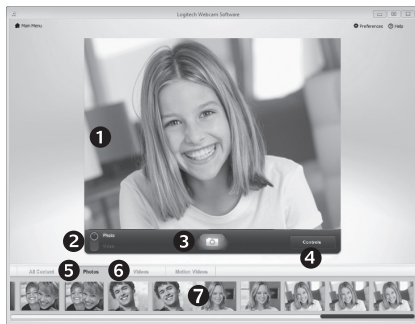 Logitech Webcam Software
Main Menu
Preferences
Help
1
2
Photo
Video
3
Controls
4
All Content
5
Photos
6
Videos
Motion Videos
7